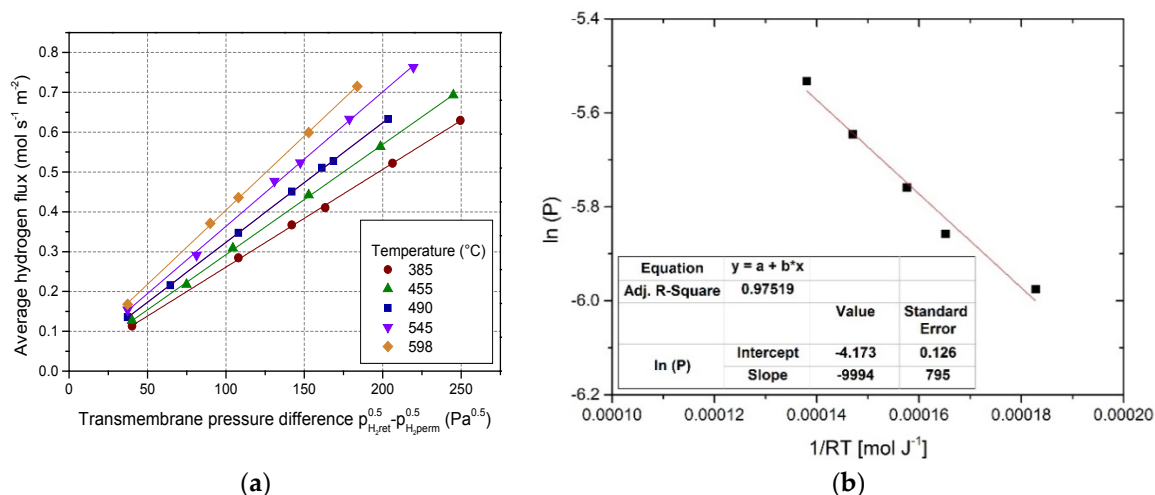 0.8
0.7
0.6
0.5
0.4
0.3
0.2
0.1
0.0
Average hydrogen flux (mol s⁻¹ m⁻²)
0 50 100 150 200 250
Transmembrane pressure difference p⁰·⁵H₂ret-p⁰·⁵H₂perm (Pa⁰·⁵)
Temperature (°C)
385
455
490
545
598
(a)
-5.4
-5.6
-5.8
-6.0
-6.2
ln (P)
Equation y = a + b*x
Adj. R-Square 0.97519
Value Standard
Error
ln (P) Intercept -4.173 0.126
Slope -9994 795
0.00010 0.00012 0.00014 0.00016 0.00018 0.00020
1/RT [mol J⁻¹]
(b)